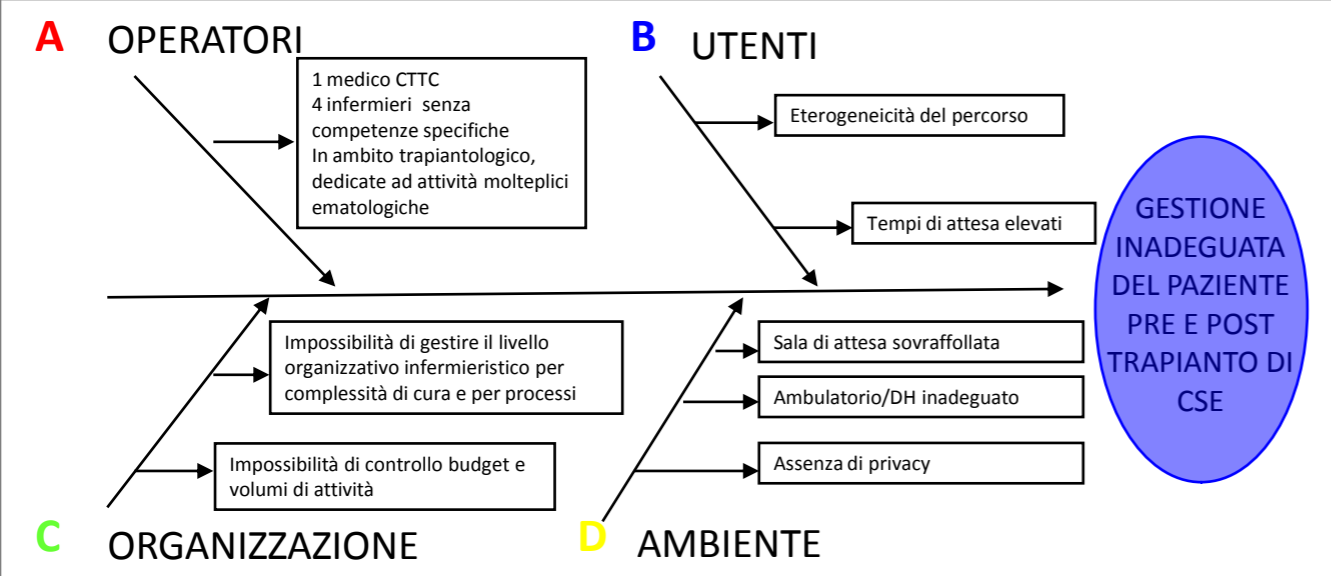 A OPERATORI
1 medico CTTC
4 infermieri senza
competenze specifiche
In ambito trapiantologico,
dedicate ad attività molteplici
ematologiche
B UTENTI
Eterogeneicità del percorso
Tempi di attesa elevati
GESTIONE
INADEGUATA
DEL PAZIENTE
PRE E POST
TRAPIANTO DI
CSE
Impossibilità di gestire il livello
organizzativo infermieristico per
complessità di cura e per processi
Impossibilità di controllo budget e
volumi di attività
C ORGANIZZAZIONE
Sala di attesa sovraffollata
Ambulatorio/DH inadeguato
Assenza di privacy
D AMBIENTE